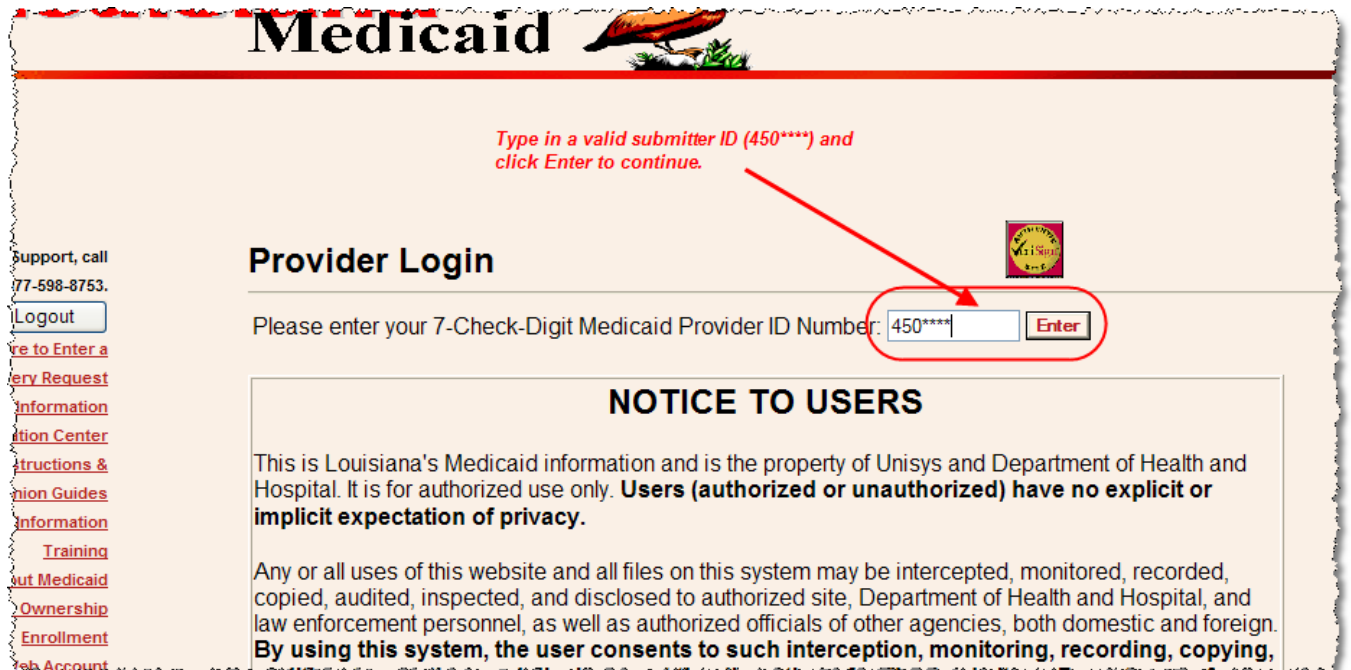 Medicaid
Type in a valid submitter ID (450****) and
click Enter to continue.
Support, call
77-598-8753.
Provider Login
Logout
Please enter your 7-Check-Digit Medicaid Provider ID Number: 450**** Enter
re to Enter a
ery Request
Information
ation Center
structions &
nion Guides
Information
Training
out Medicaid
Ownership
Enrollment
eb Account
NOTICE TO USERS
This is Louisiana's Medicaid information and is the property of Unisys and Department of Health and
Hospital. It is for authorized use only. Users (authorized or unauthorized) have no explicit or
implicit expectation of privacy.
Any or all uses of this website and all files on this system may be intercepted, monitored, recorded,
copied, audited, inspected, and disclosed to authorized site, Department of Health and Hospital, and
law enforcement personnel, as well as authorized officials of other agencies, both domestic and foreign.
By using this system, the user consents to such interception, monitoring, recording, copying,